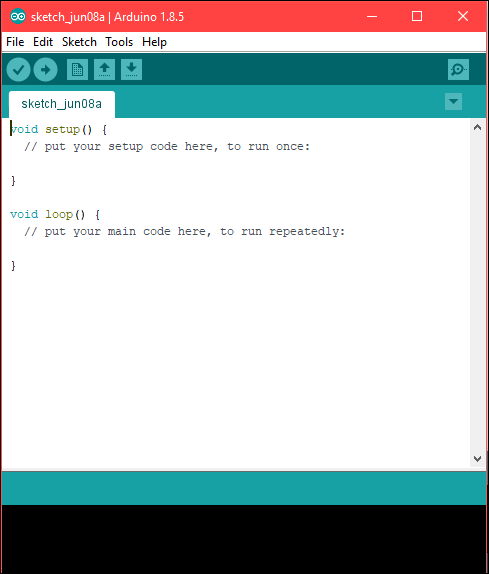 sketch_jun08a | Arduino 1.8.5
File Edit Sketch Tools Help
sketch_jun08a
void setup() {
  // put your setup code here, to run once:
}
void loop() {
  // put your main code here, to run repeatedly:
}